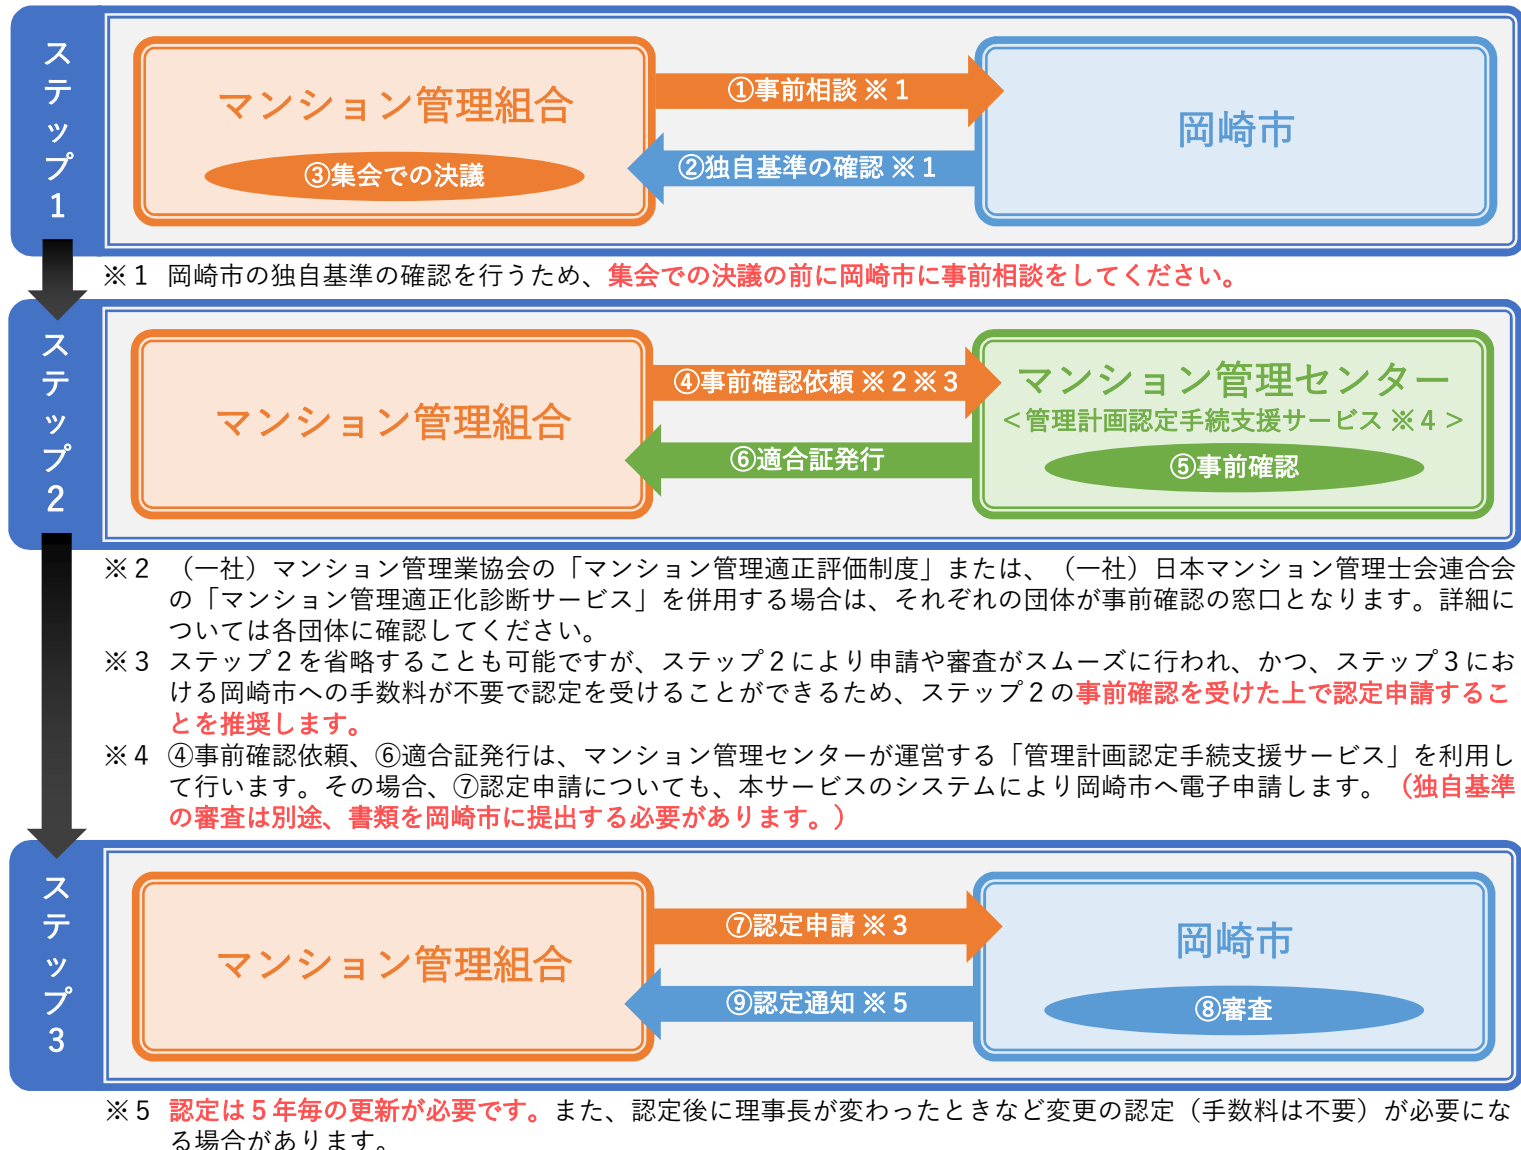 ステップ1
マンション管理組合
③集会での決議
①事前相談 ※1
②独自基準の確認 ※1
岡崎市
※1 岡崎市の独自基準の確認を行うため、集会での決議の前に岡崎市に事前相談をしてください。
ステップ2
マンション管理組合
④事前確認依頼 ※2 ※3
⑥適合証発行
マンション管理センター
<管理計画認定手続支援サービス ※4>
⑤事前確認
※2 （一社）マンション管理業協会の「マンション管理適正評価制度」または、（一社）日本マンション管理士会連合会
の「マンション管理適正化診断サービス」を併用する場合は、それぞれの団体が事前確認の窓口となります。詳細に
ついては各団体に確認してください。
※3 ステップ2を省略することも可能ですが、ステップ2により申請や審査がスムーズに行われ、かつ、ステップ3にお
ける岡崎市への手数料が不要で認定を受けることができるため、ステップ2の事前確認を受けた上で認定申請するこ
とを推奨します。
※4 ④事前確認依頼、⑥適合証発行は、マンション管理センターが運営する「管理計画認定手続支援サービス」を利用し
て行います。その場合、⑦認定申請についても、本サービスのシステムにより岡崎市へ電子申請します。（独自基準
の審査は別途、書類を岡崎市に提出する必要があります。）
ステップ3
マンション管理組合
⑦認定申請 ※3
⑨認定通知 ※5
岡崎市
⑧審査
※5 認定は5年毎の更新が必要です。また、認定後に理事長が変わったときなど変更の認定（手数料は不要）が必要にな
る場合があります。